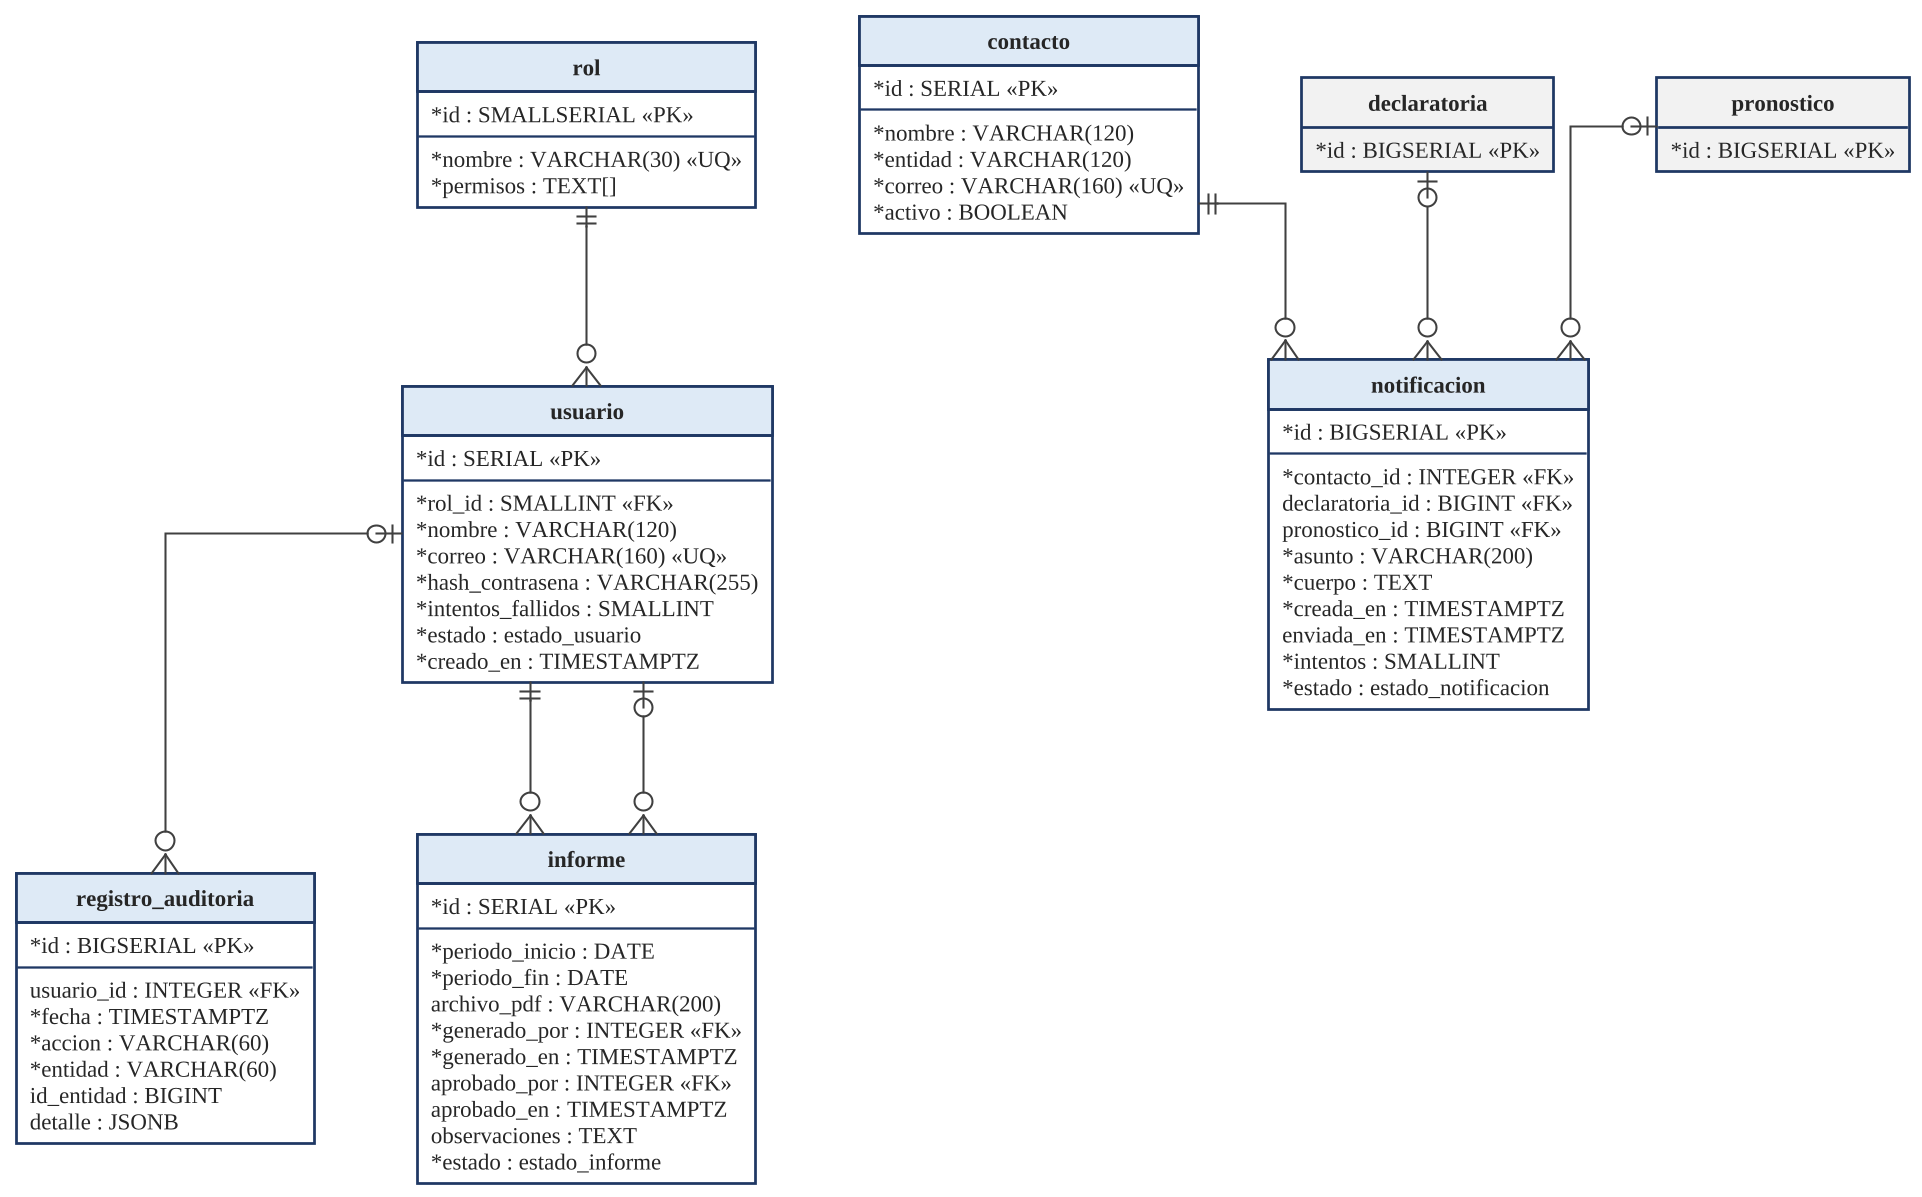 rol
*id : SMALLSERIAL «PK»
*nombre : VARCHAR(30) «UQ»
*permisos : TEXT[]
contacto
*id : SERIAL «PK»
*nombre : VARCHAR(120)
*entidad : VARCHAR(120)
*correo : VARCHAR(160) «UQ»
*activo : BOOLEAN
declaratoria
*id : BIGSERIAL «PK»
pronostico
*id : BIGSERIAL «PK»
usuario
*id : SERIAL «PK»
*rol_id : SMALLINT «FK»
*nombre : VARCHAR(120)
*correo : VARCHAR(160) «UQ»
*hash_contrasena : VARCHAR(255)
*intentos_fallidos : SMALLINT
*estado : estado_usuario
*creado_en : TIMESTAMPTZ
notificacion
*id : BIGSERIAL «PK»
*contacto_id : INTEGER «FK»
declaratoria_id : BIGINT «FK»
pronostico_id : BIGINT «FK»
*asunto : VARCHAR(200)
*cuerpo : TEXT
*creada_en : TIMESTAMPTZ
enviada_en : TIMESTAMPTZ
*intentos : SMALLINT
*estado : estado_notificacion
registro_auditoria
*id : BIGSERIAL «PK»
usuario_id : INTEGER «FK»
*fecha : TIMESTAMPTZ
*accion : VARCHAR(60)
*entidad : VARCHAR(60)
id_entidad : BIGINT
detalle : JSONB
informe
*id : SERIAL «PK»
*periodo_inicio : DATE
*periodo_fin : DATE
archivo_pdf : VARCHAR(200)
*generado_por : INTEGER «FK»
*generado_en : TIMESTAMPTZ
aprobado_por : INTEGER «FK»
aprobado_en : TIMESTAMPTZ
observaciones : TEXT
*estado : estado_informe